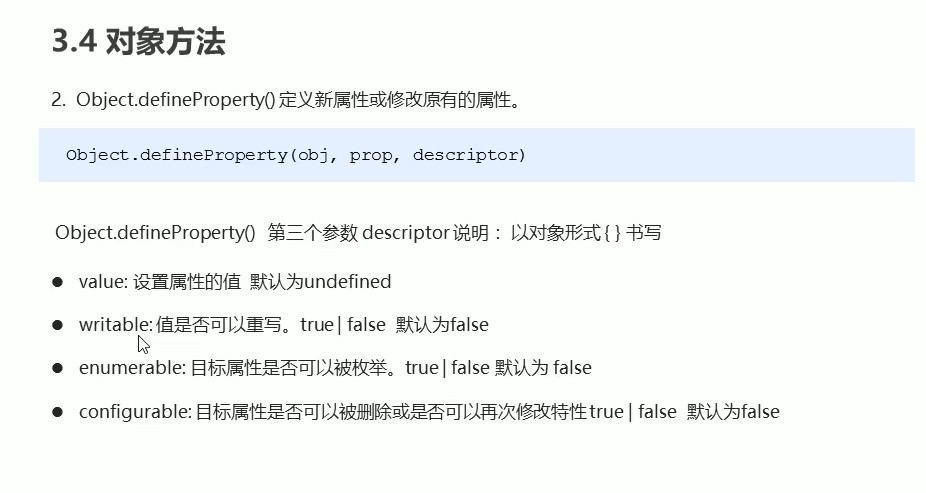 3.4 对象方法
2. Object.defineProperty() 定义新属性或修改原有的属性。
Object.defineProperty(obj, prop, descriptor)
Object.defineProperty() 第三个参数 descriptor 说明： 以对象形式 { } 书写
● value: 设置属性的值 默认为undefined
● writable: 值是否可以重写。true | false 默认为false
● enumerable: 目标属性是否可以被枚举。true | false 默认为 false
● configurable: 目标属性是否可以被删除或是否可以再次修改特性 true | false 默认为false